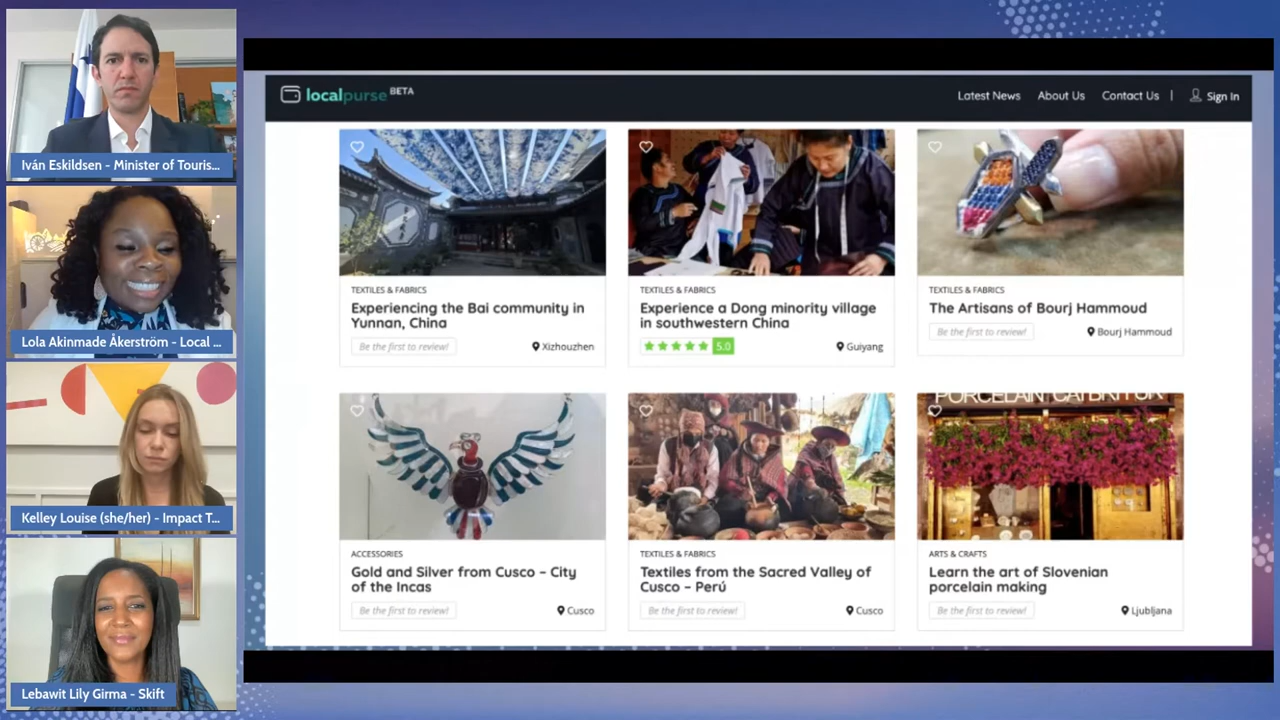 Iván Eskildsen - Minister of Touris...
Lola Akinmade Åkerström - Local ...
Kelley Louise (she/her) - Impact T...
Lebawit Lily Girma - Skift
localpurse BETA
Latest News About Us Contact Us | Sign In
TEXTILES & FABRICS
Experiencing the Bai community in
Yunnan, China
Be the first to review!
Xizhouzhen
TEXTILES & FABRICS
Experience a Dong minority village
in southwestern China
5.0
Guiyang
TEXTILES & FABRICS
The Artisans of Bourj Hammoud
Be the first to review!
Bourj Hammoud
ACCESSORIES
Gold and Silver from Cusco – City
of the Incas
Be the first to review!
Cusco
TEXTILES & FABRICS
Textiles from the Sacred Valley of
Cusco – Perú
Be the first to review!
Cusco
PORCELAIN
ARTS & CRAFTS
Learn the art of Slovenian
porcelain making
Be the first to review!
Ljubljana